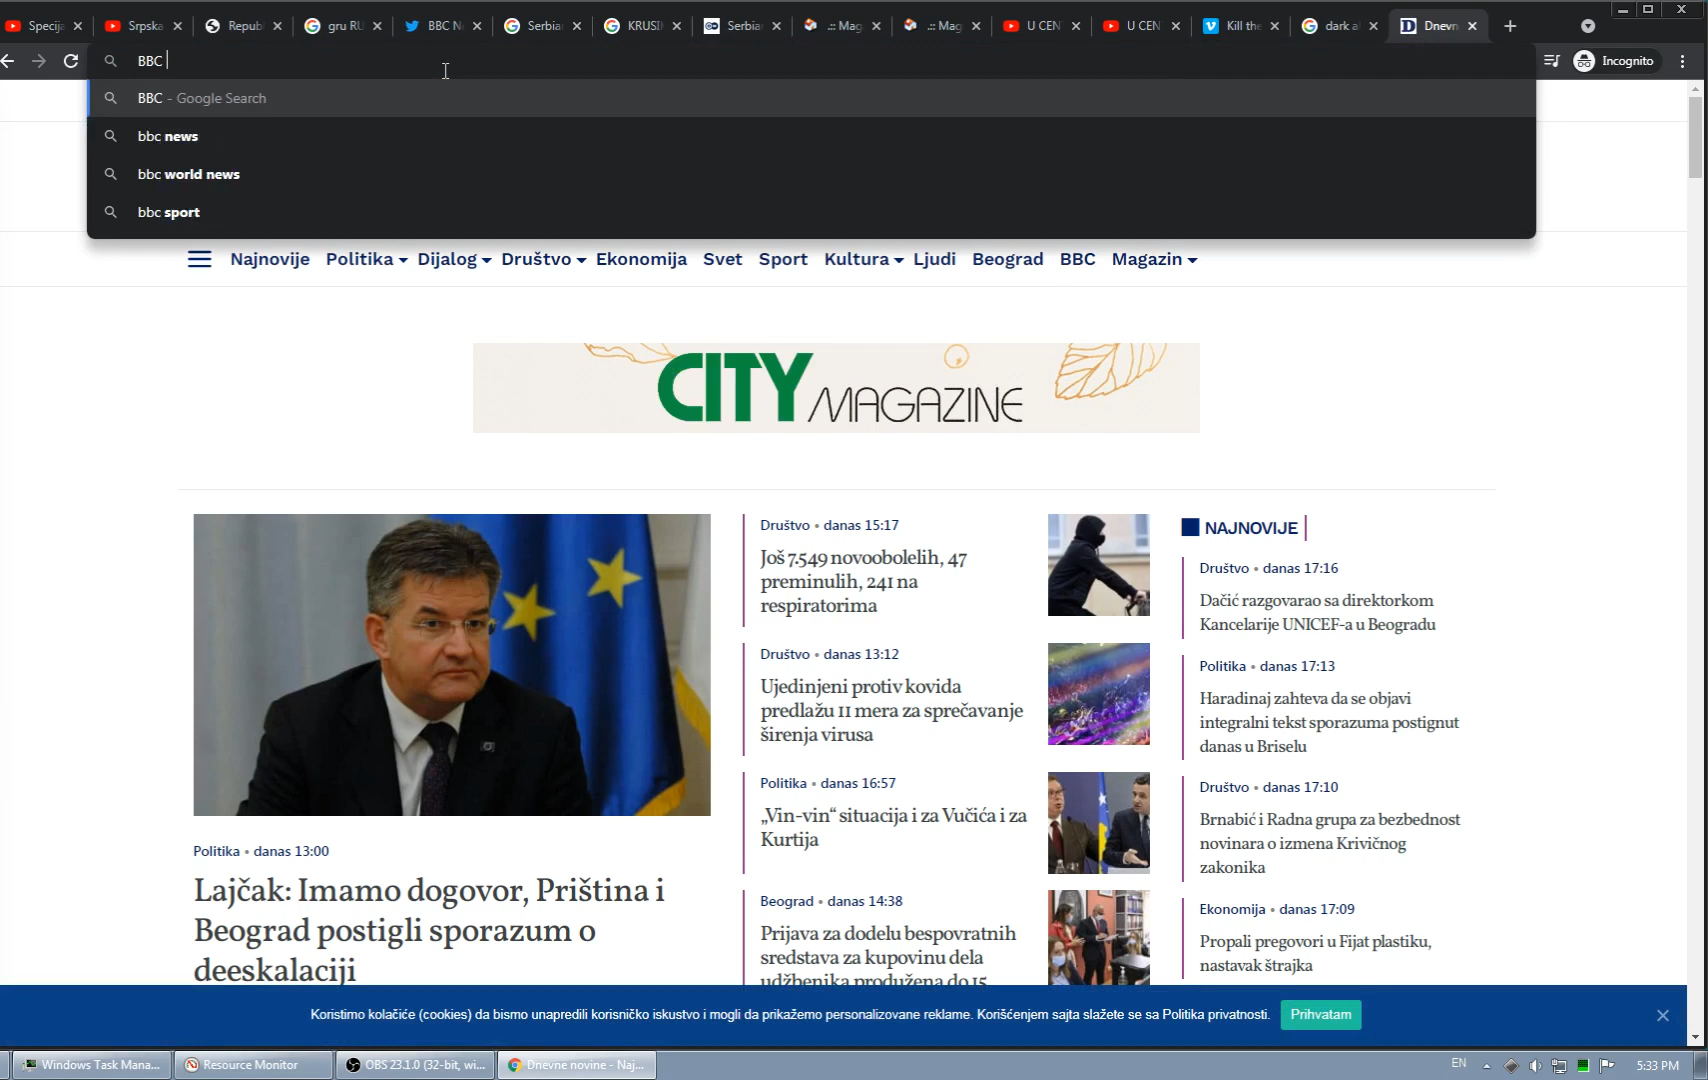 Specija
Srpska
Repub
gru RU
BBC N
Serbia
KRUSI
Serbia
.:: Mag
.:: Mag
U CEN
U CEN
Kill the
dark a
Dnevn
BBC
Incognito
BBC - Google Search
bbc news
bbc world news
bbc sport
Najnovije Politika Dijalog Društvo Ekonomija Svet Sport Kultura Ljudi Beograd BBC Magazin
CITY MAGAZINE
Politika • danas 13:00
Lajčak: Imamo dogovor, Priština i
Beograd postigli sporazum o
deeskalaciji
Društvo • danas 15:17
Još 7.549 novoobolelih, 47
preminulih, 241 na
respiratorima
Društvo • danas 13:12
Ujedinjeni protiv kovida
predlažu 11 mera za sprečavanje
širenja virusa
Politika • danas 16:57
„Vin-vin“ situacija i za Vučića i za
Kurtija
Beograd • danas 14:38
Prijava za dodelu bespovratnih
sredstava za kupovinu dela
udžbenika produžena do 15.
NAJNOVIJE
Društvo • danas 17:16
Dačić razgovarao sa direktorkom
Kancelarije UNICEF-a u Beogradu
Politika • danas 17:13
Haradinaj zahteva da se objavi
integralni tekst sporazuma postignut
danas u Briselu
Društvo • danas 17:10
Brnabić i Radna grupa za bezbednost
novinara o izmena Krivičnog
zakonika
Ekonomija • danas 17:09
Propali pregovori u Fijat plastiku,
nastavak štrajka
Koristimo kolačiće (cookies) da bismo unapredili korisničko iskustvo i mogli da prikažemo personalizovane reklame. Korišćenjem sajta slažete se sa Politika privatnosti.
Prihvatam
Windows Task Mana...
Resource Monitor
OBS 23.1.0 (32-bit, wi...
Dnevne novine - Naj...
EN
5:33 PM